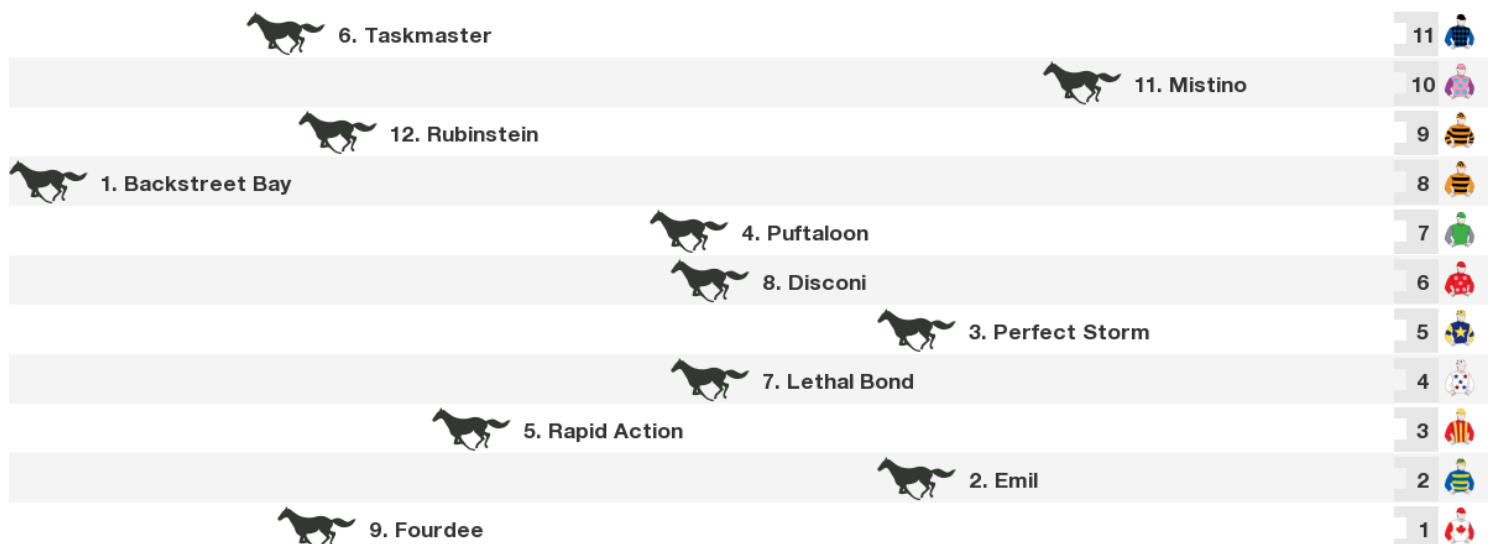 6. Taskmaster 11
11. Mistino 10
12. Rubinstein 9
1. Backstreet Bay 8
4. Puftaloon 7
8. Disconi 6
3. Perfect Storm 5
7. Lethal Bond 4
5. Rapid Action 3
2. Emil 2
9. Fourdee 1